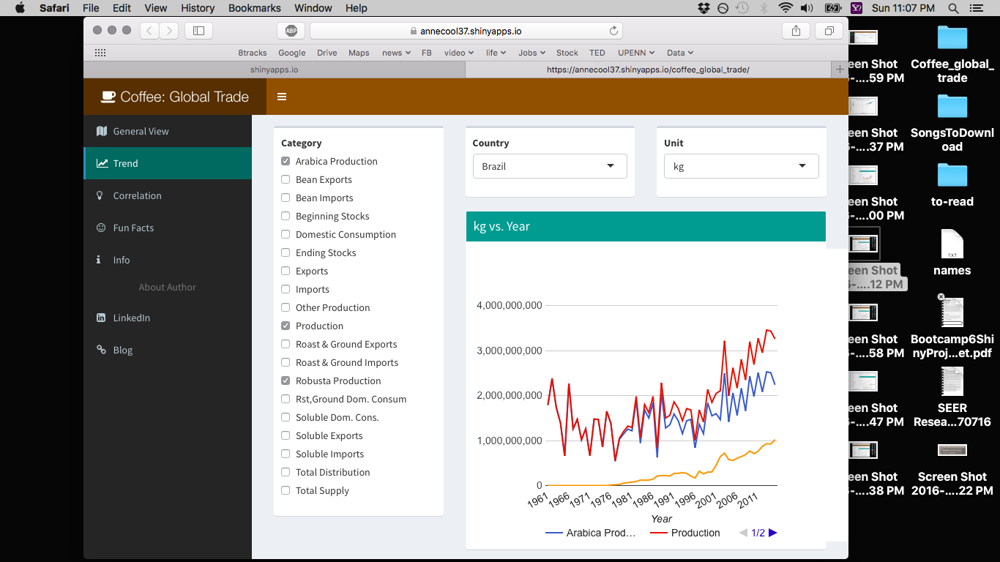 Safari File Edit View History Bookmarks Window Help Sun 11:07 PM
ABP annecool37.shinyapps.io
8tracks Google Drive Maps news FB video life Jobs Stock TED UPENN Data
shinyapps.io https://annecool37.shinyapps.io/coffee_global_trade/ +
Coffee: Global Trade
General View
Trend
Correlation
Fun Facts
Info
About Author
LinkedIn
Blog
Category
Arabica Production
Bean Exports
Bean Imports
Beginning Stocks
Domestic Consumption
Ending Stocks
Exports
Imports
Other Production
Production
Roast & Ground Exports
Roast & Ground Imports
Robusta Production
Rst,Ground Dom. Consum
Soluble Dom. Cons.
Soluble Exports
Soluble Imports
Total Distribution
Total Supply
Country
Brazil
Unit
kg
kg vs. Year
4,000,000,000
3,000,000,000
2,000,000,000
1,000,000,000
0
1961 1966 1971 1976 1981 1986 1991 1996 2001 2006 2011
Year
Arabica Prod... Production 1/2
een Shot
-....59 PM
een Shot
-....37 PM
een Shot
-....00 PM
een Shot
-....12 PM
een Shot
-....58 PM
een Shot
-....47 PM
een Shot
-....38 PM
Coffee_global_
trade
SongsToDownl
oad
to-read
TXT
names
Bootcamp6Shi
nyProj...et.pdf
SEER
Resea...70716
Screen Shot
2016-....22 PM